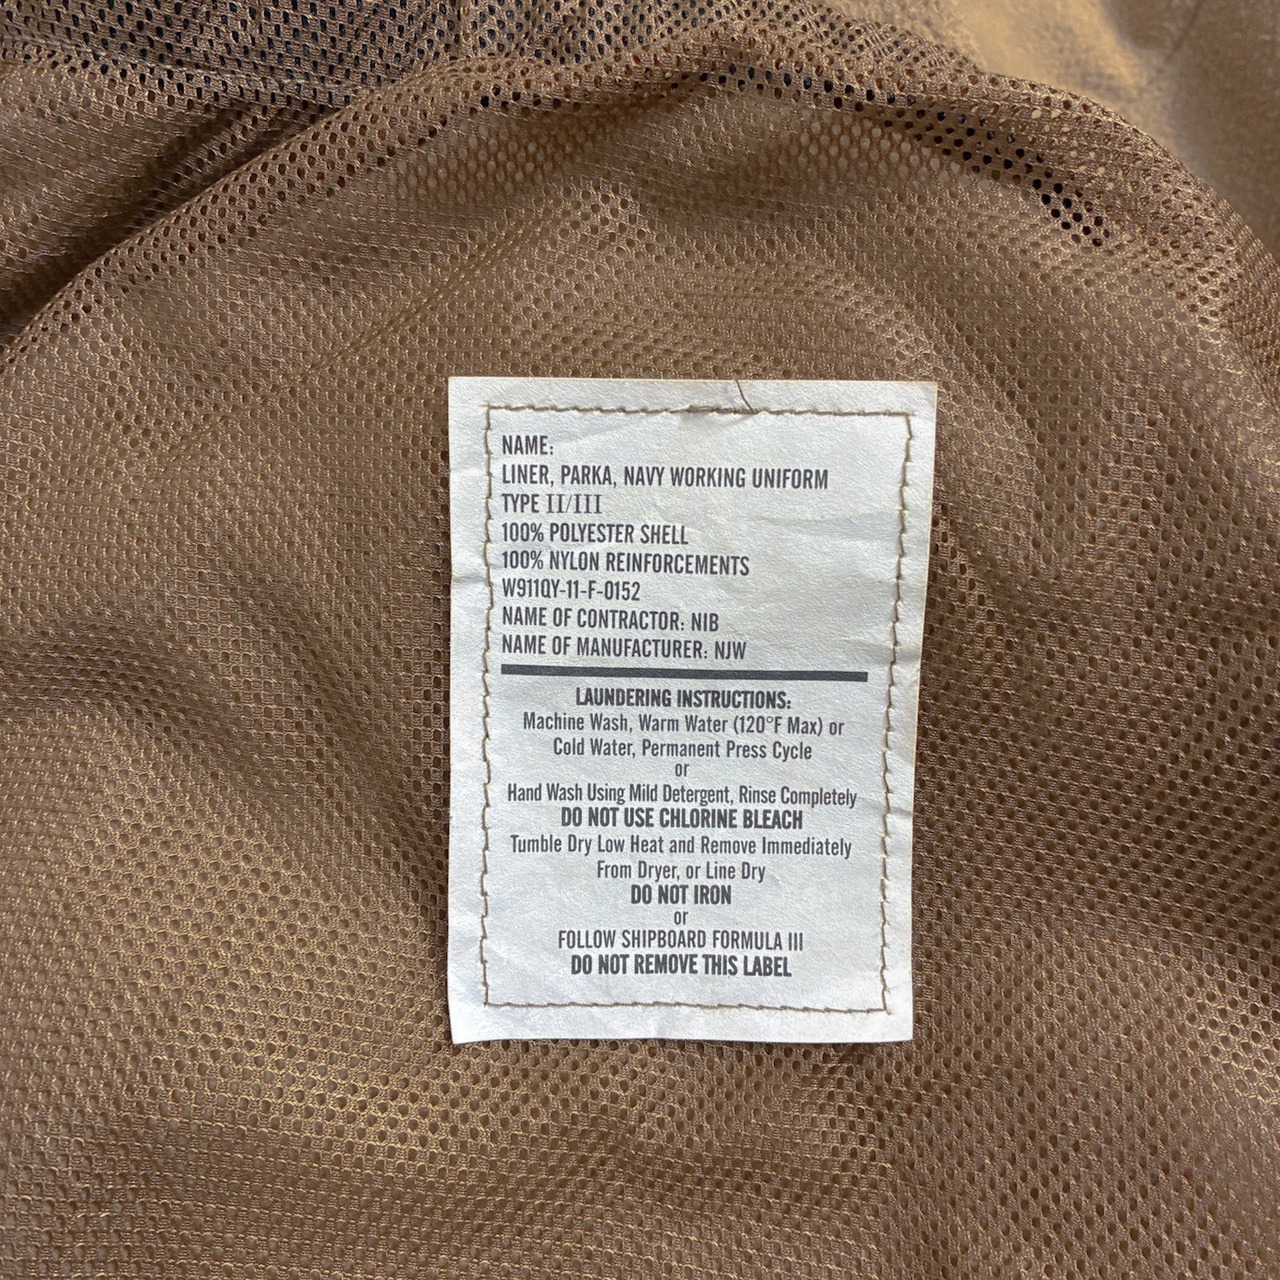 NAME:
LINER, PARKA, NAVY WORKING UNIFORM
TYPE II/III
100% POLYESTER SHELL
100% NYLON REINFORCEMENTS
W911QY-11-F-0152
NAME OF CONTRACTOR: NIB
NAME OF MANUFACTURER: NJW
LAUNDERING INSTRUCTIONS:
Machine Wash, Warm Water (120°F Max) or
Cold Water, Permanent Press Cycle
or
Hand Wash Using Mild Detergent, Rinse Completely
DO NOT USE CHLORINE BLEACH
Tumble Dry Low Heat and Remove Immediately
From Dryer, or Line Dry
DO NOT IRON
or
FOLLOW SHIPBOARD FORMULA III
DO NOT REMOVE THIS LABEL